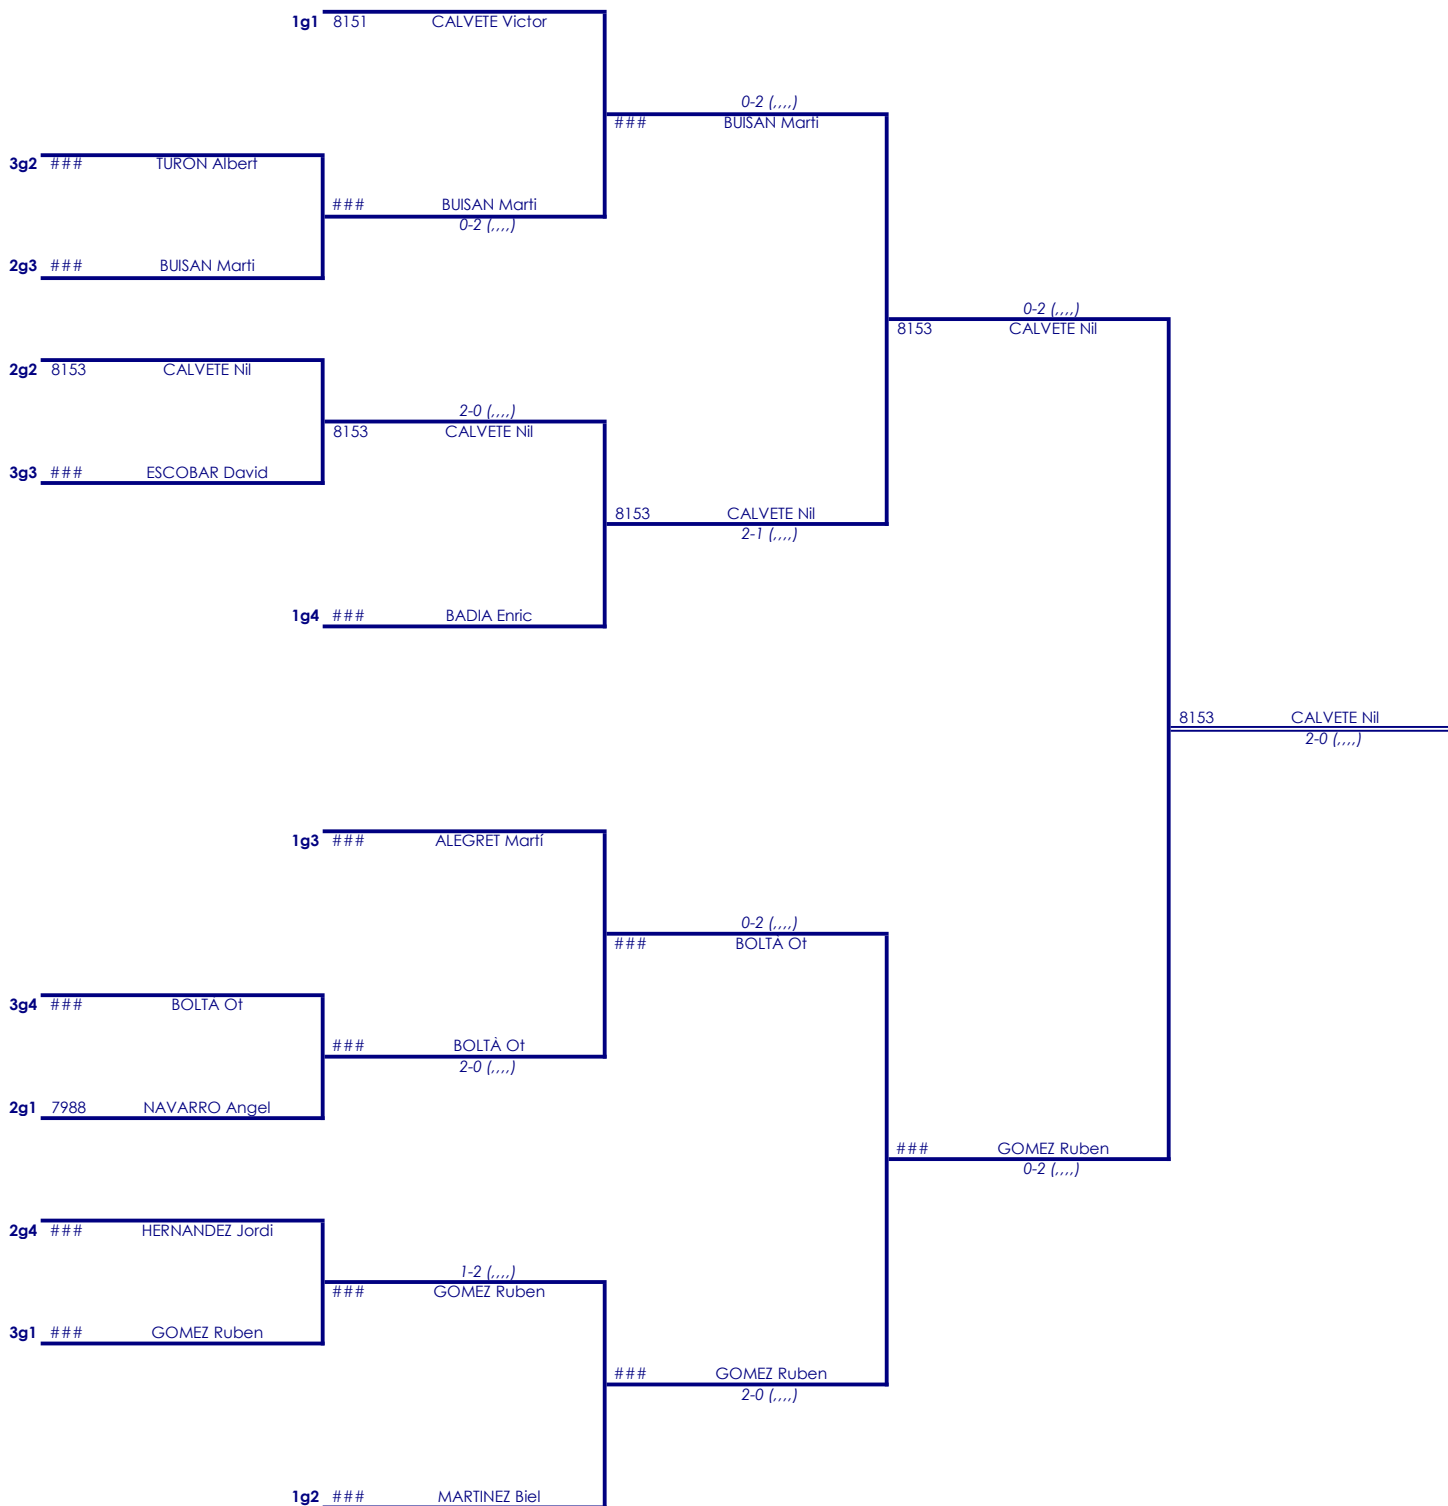 1g1 8151 CALVETE Victor
0-2 (,,,,)
### BUISAN Marti
3g2 ### TURON Albert
### BUISAN Marti
0-2 (,,,,)
2g3 ### BUISAN Marti
0-2 (,,,,)
8153 CALVETE Nil
2g2 8153 CALVETE Nil
2-0 (,,,,)
8153 CALVETE Nil
3g3 ### ESCOBAR David
8153 CALVETE Nil
2-1 (,,,,)
1g4 ### BADIA Enric
8153 CALVETE Nil
2-0 (,,,,)
1g3 ### ALEGRET Martí
0-2 (,,,,)
### BOLTÀ Ot
3g4 ### BOLTA Ot
### BOLTÀ Ot
2-0 (,,,,)
2g1 7988 NAVARRO Angel
### GOMEZ Ruben
0-2 (,,,,)
2g4 ### HERNANDEZ Jordi
1-2 (,,,,)
### GOMEZ Ruben
3g1 ### GOMEZ Ruben
### GOMEZ Ruben
2-0 (,,,,)
1g2 ### MARTINEZ Biel